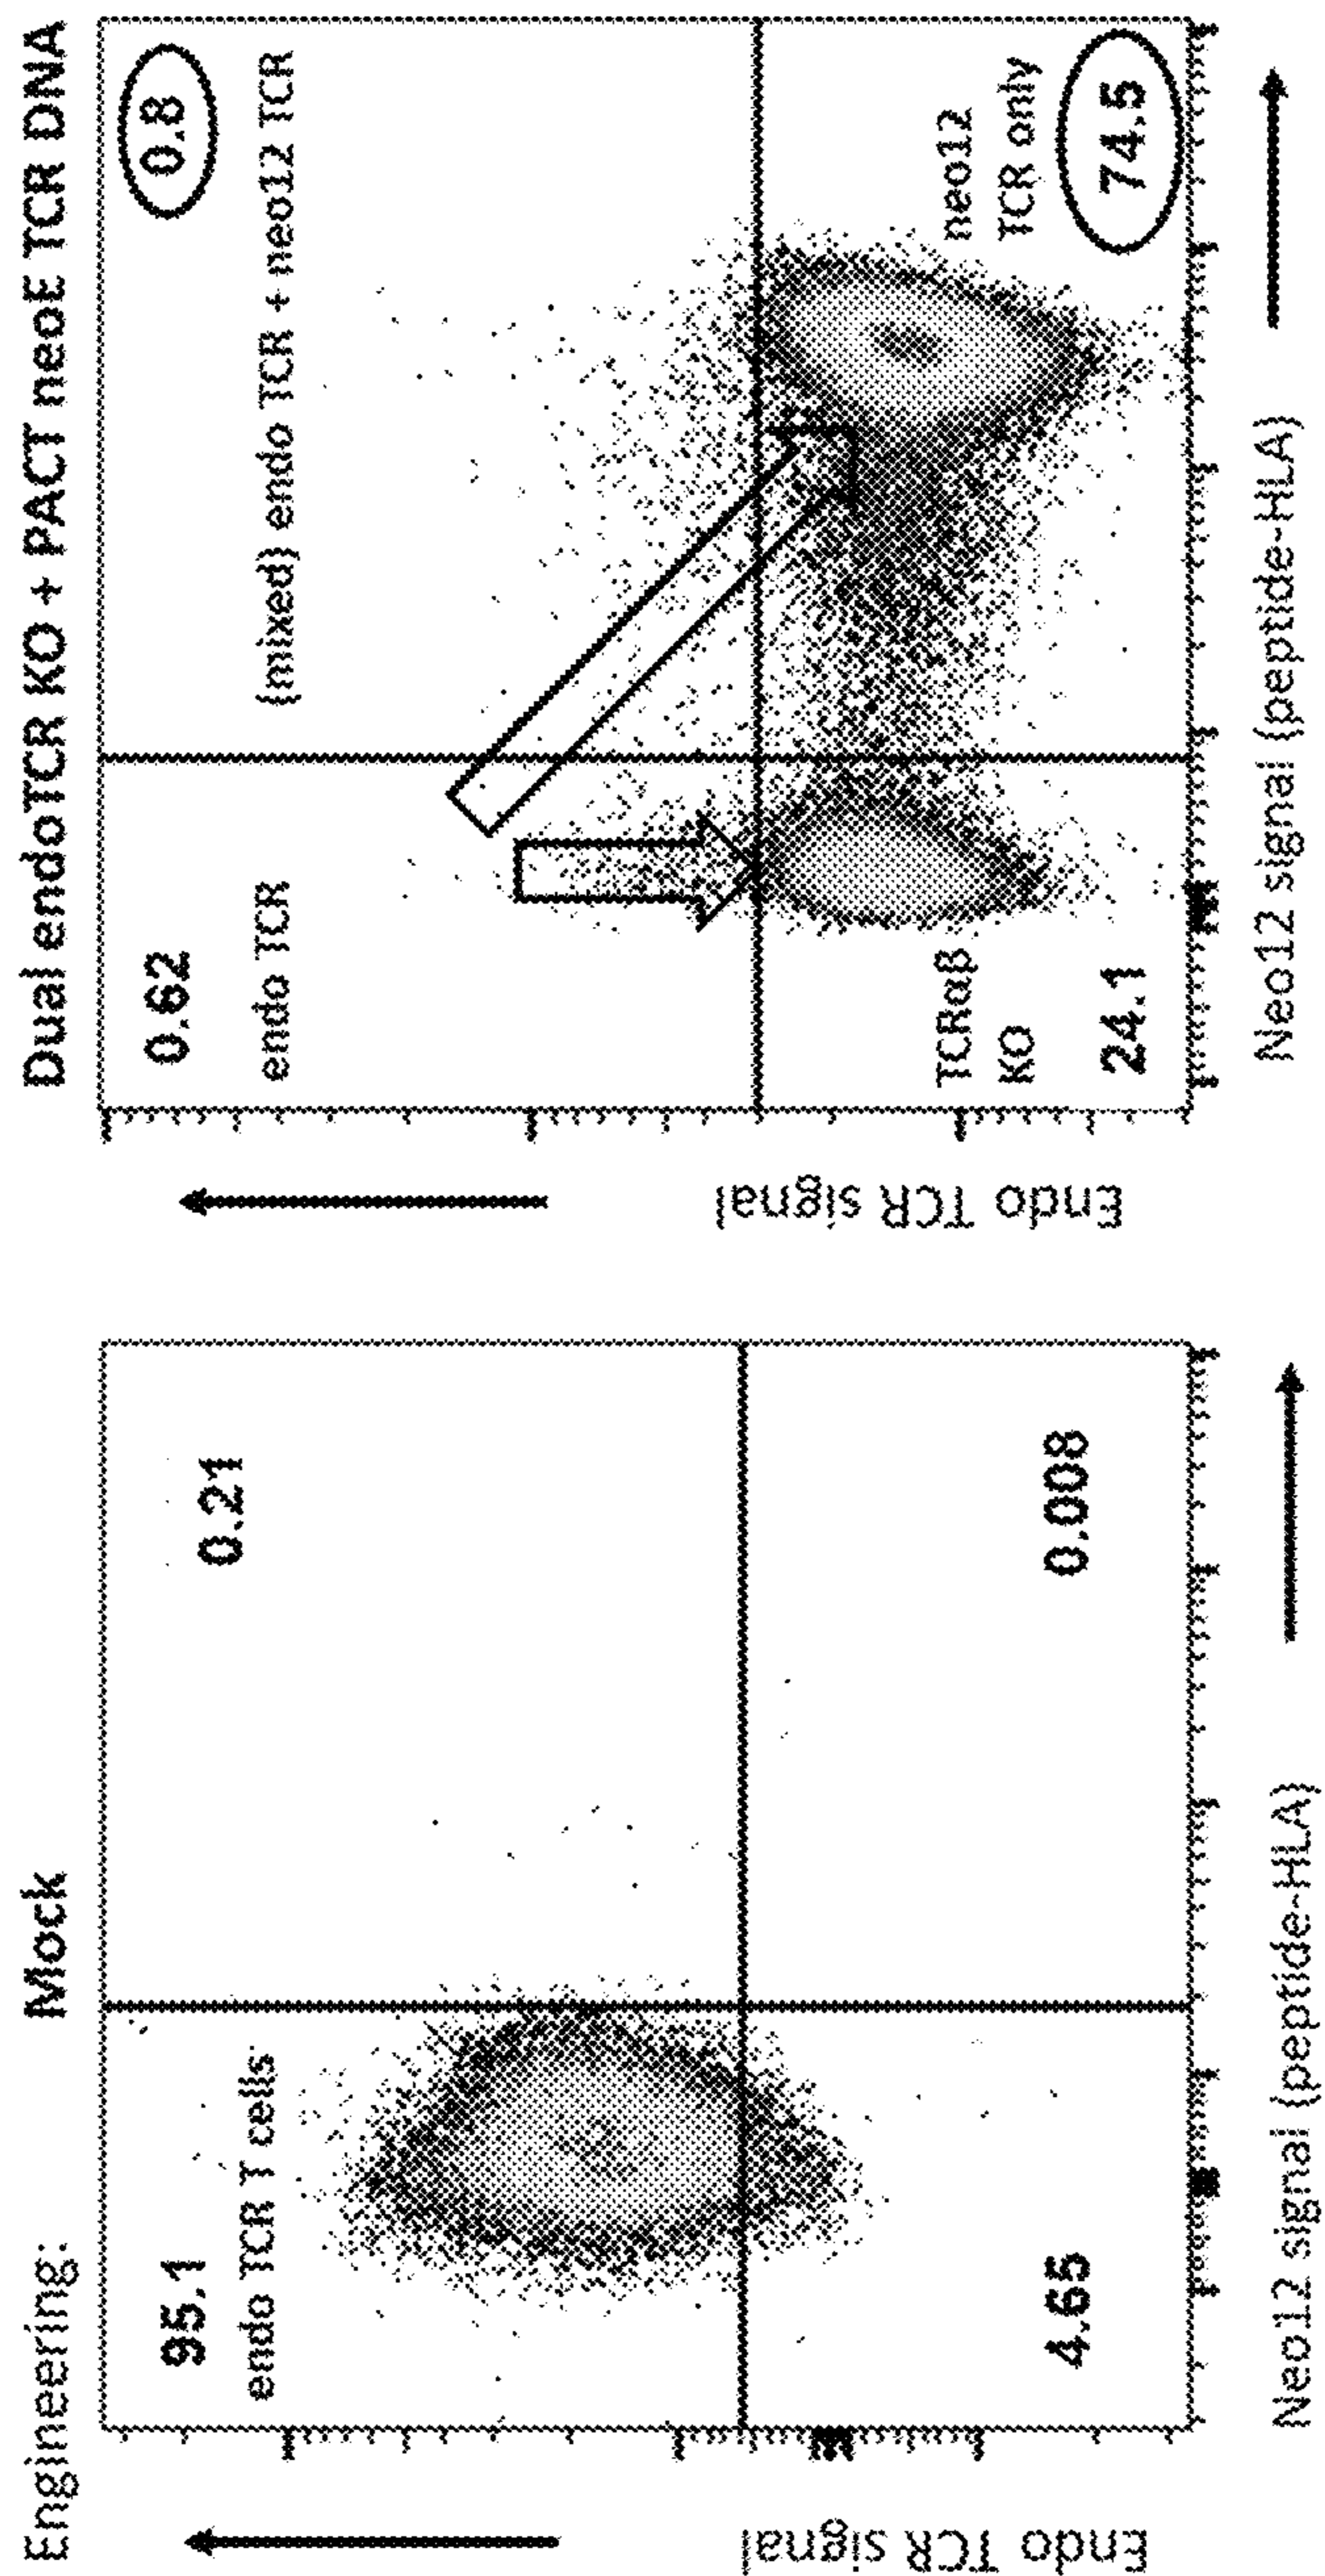 Engineering:
Mock
Dual endoTCR KO + PACT neoE TCR DNA
95.1
endo TCR T cells
0.21
4.65
0.008
Endo TCR signal
Neo12 signal (peptide-HLA)
0.62
endo TCR
0.8
(mixed) endo TCR + neo12 TCR
TCRαβ
KO
24.1
neo12
TCR only
74.5
Endo TCR signal
Neo12 signal (peptide-HLA)